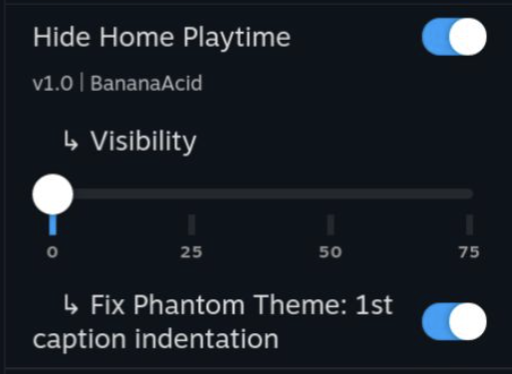 Hide Home Playtime
v1.0 | BananaAcid
↳ Visibility
0 25 50 75
↳ Fix Phantom Theme: 1st
caption indentation